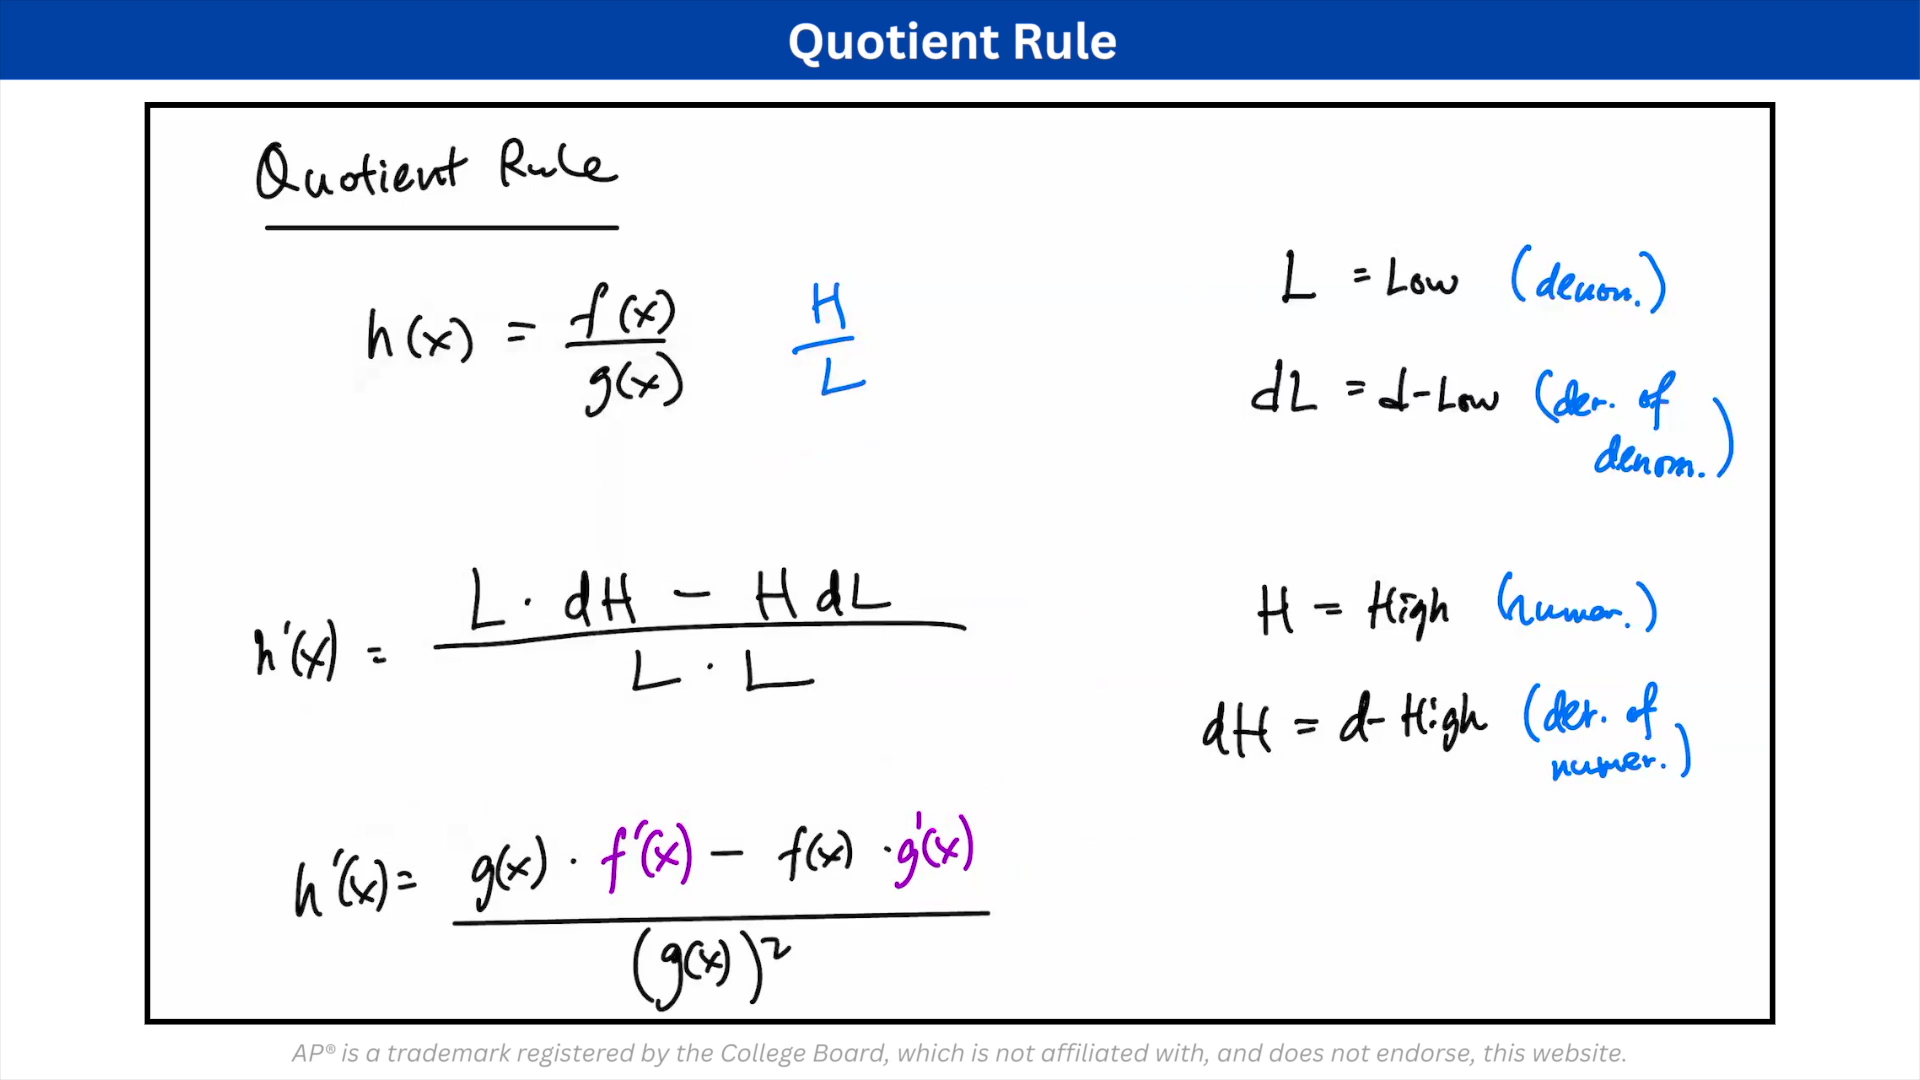 Quotient Rule
Quotient Rule
h(x) = f(x)/g(x)   H/L
L = Low (denom.)
dL = d-Low (der. of
denom.)
h'(x) = (L · dH − H dL)/(L · L)
H = High (numer.)
dH = d-High (der. of
numer.)
h'(x) = (g(x) · f'(x) − f(x) · g'(x))/(g(x))²
AP® is a trademark registered by the College Board, which is not affiliated with, and does not endorse, this website.